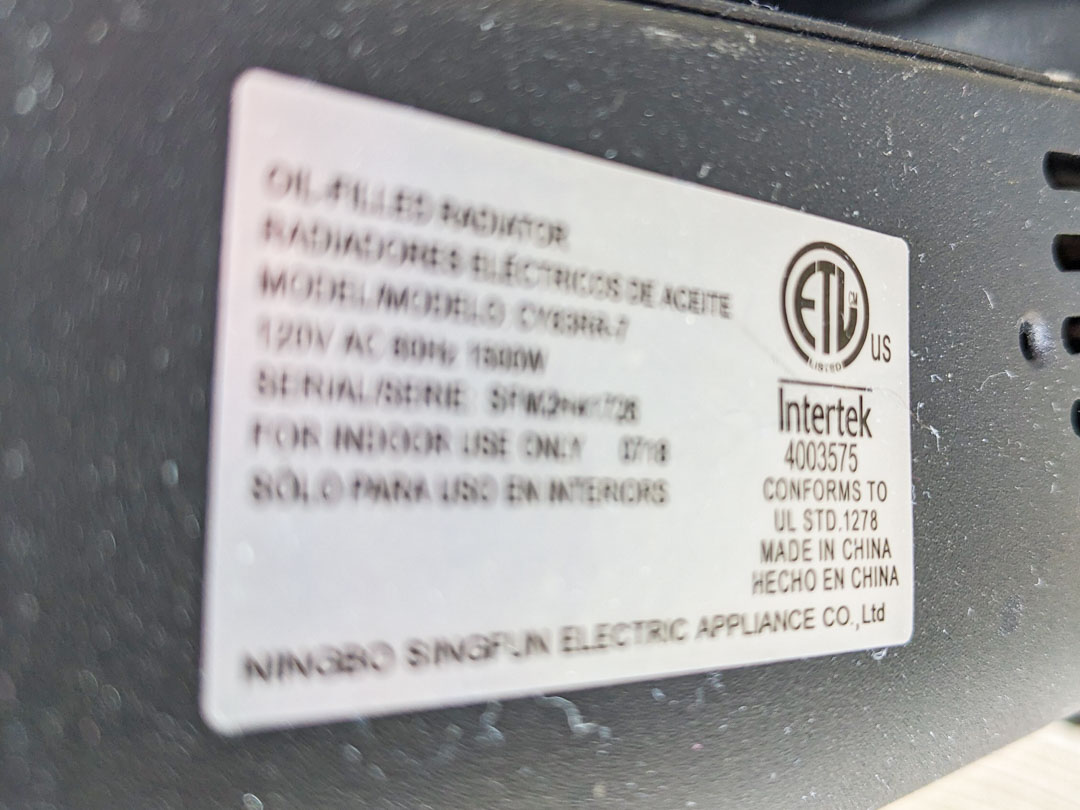 OIL-FILLED RADIATOR
RADIADORES ELÉCTRICOS DE ACEITE
MODEL/MODELO
120V AC 60Hz 1500W
SERIAL/SERIE
FOR INDOOR USE ONLY 0718
SÓLO PARA USO EN INTERIORS
NINGBO SINGFUN ELECTRIC APPLIANCE CO.,Ltd
ETL
LISTED
US
Intertek
4003575
CONFORMS TO
UL STD.1278
MADE IN CHINA
HECHO EN CHINA